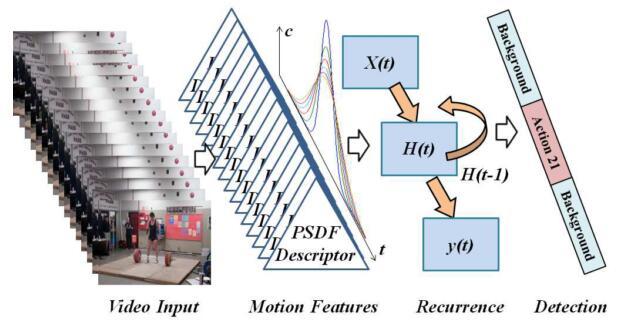 c
X(t)
H(t)
H(t-1)
y(t)
PSDF
Descriptor
t
Background
Action 21
Background
Video Input
Motion Features
Recurrence
Detection